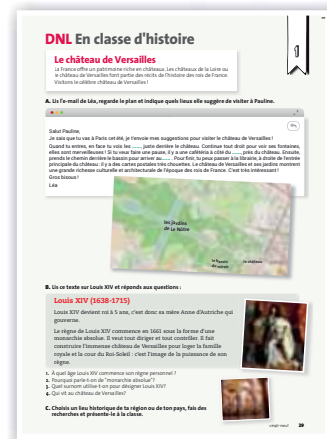 DNL En classe d'histoire
Le château de Versailles
La France offre un patrimoine riche en châteaux. Les châteaux de la Loire ou
le château de Versailles font partie des récits de l'histoire des rois de France.
Visitons le château de Versailles !
A. Lis l'e-mail de Léa, regarde le plan et indique quels lieux elle suggère de visiter à Pauline.
Salut Pauline,
Je sais que tu vas à Paris cet été, je t'envoie mes suggestions pour visiter le château de Versailles !
Quand tu entres, en face tu vois les ......, juste derrière le château. Continue tout droit pour voir ses fontaines,
elles sont merveilleuses ! Si tu veux faire une pause, il y a une cafétéria à côté du ......, près du château. Ensuite,
prends le chemin derrière le bassin pour arriver au ...... . Pour finir, tu peux passer à la librairie, à droite de l'entrée
principale du château : il y a des cartes postales très chouettes. Le château de Versailles et ses jardins montrent
une grande richesse culturelle et architecturale de l'époque des rois de France. C'est très intéressant !
Gros bisous !
Léa
les jardins
de Le Nôtre
le bassin
le château
B. Lis ce texte sur Louis XIV et réponds aux questions :
Louis XIV (1638-1715)
Louis XIV devient roi à 5 ans, c'est donc sa mère Anne d'Autriche qui
gouverne.
Le règne de Louis XIV commence en 1661 sous la forme d'une
monarchie absolue. Il veut tout diriger et tout contrôler. Il fait
construire l'immense château de Versailles pour loger la famille
royale et la cour du Roi-Soleil : c'est l'image de la puissance de son
règne.
1. À quel âge Louis XIV commence son règne personnel ?
2. Pourquoi parle-t-on de "monarchie absolue"?
3. Quel surnom utilise-t-on pour désigner Louis XIV?
4. Qui vit au château de Versailles?
C. Choisis un lieu historique de ta région ou de ton pays, fais des
recherches et présente-le à la classe.
vingt-neuf 29